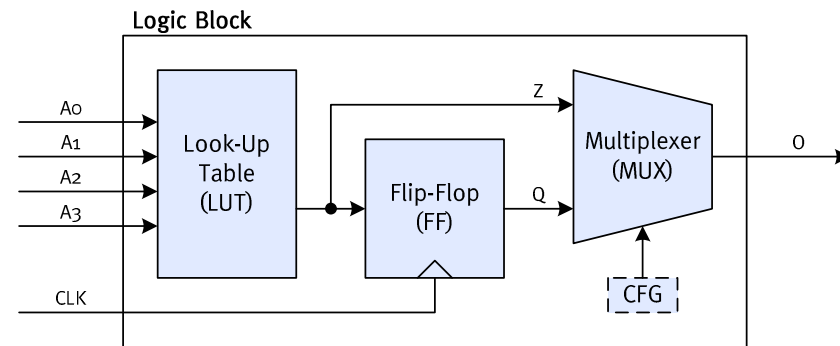 Logic Block
A0
A1
A2
A3
CLK
Look-Up
Table
(LUT)
Flip-Flop
(FF)
Z
Q
Multiplexer
(MUX)
CFG
O